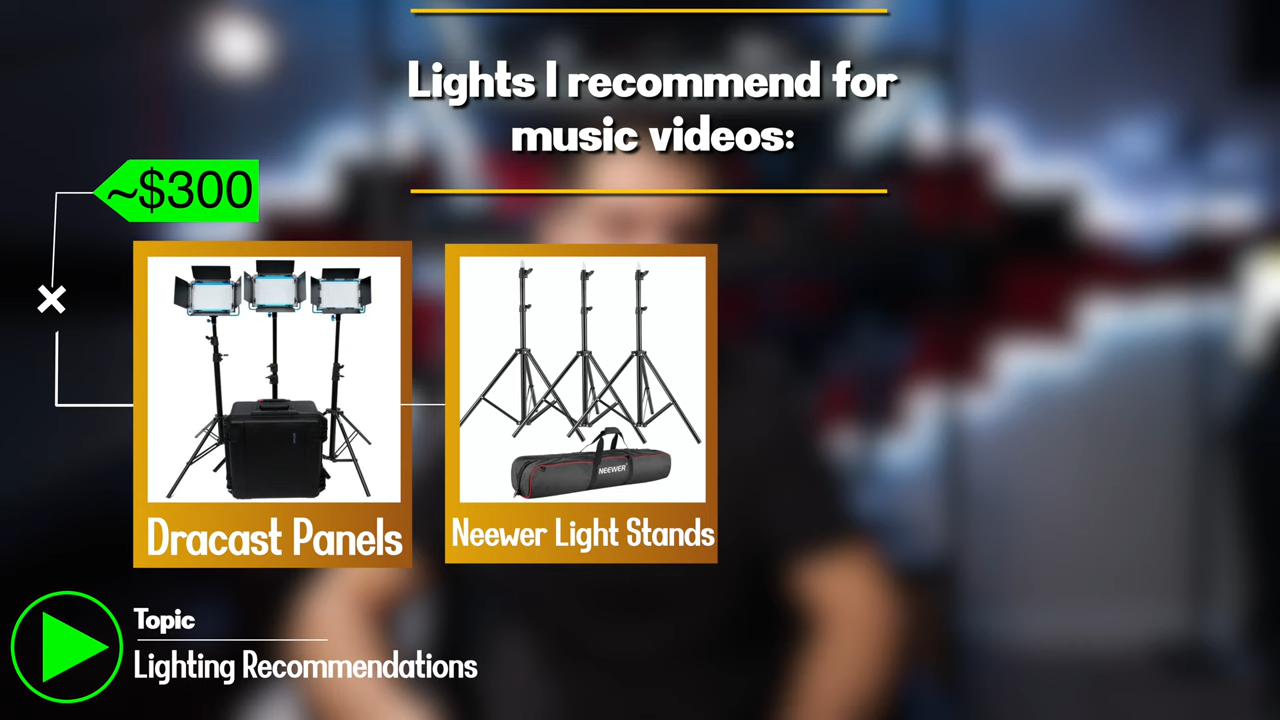 Lights I recommend for
music videos:
~$300
NEEWER
Dracast Panels
Neewer Light Stands
Topic
Lighting Recommendations